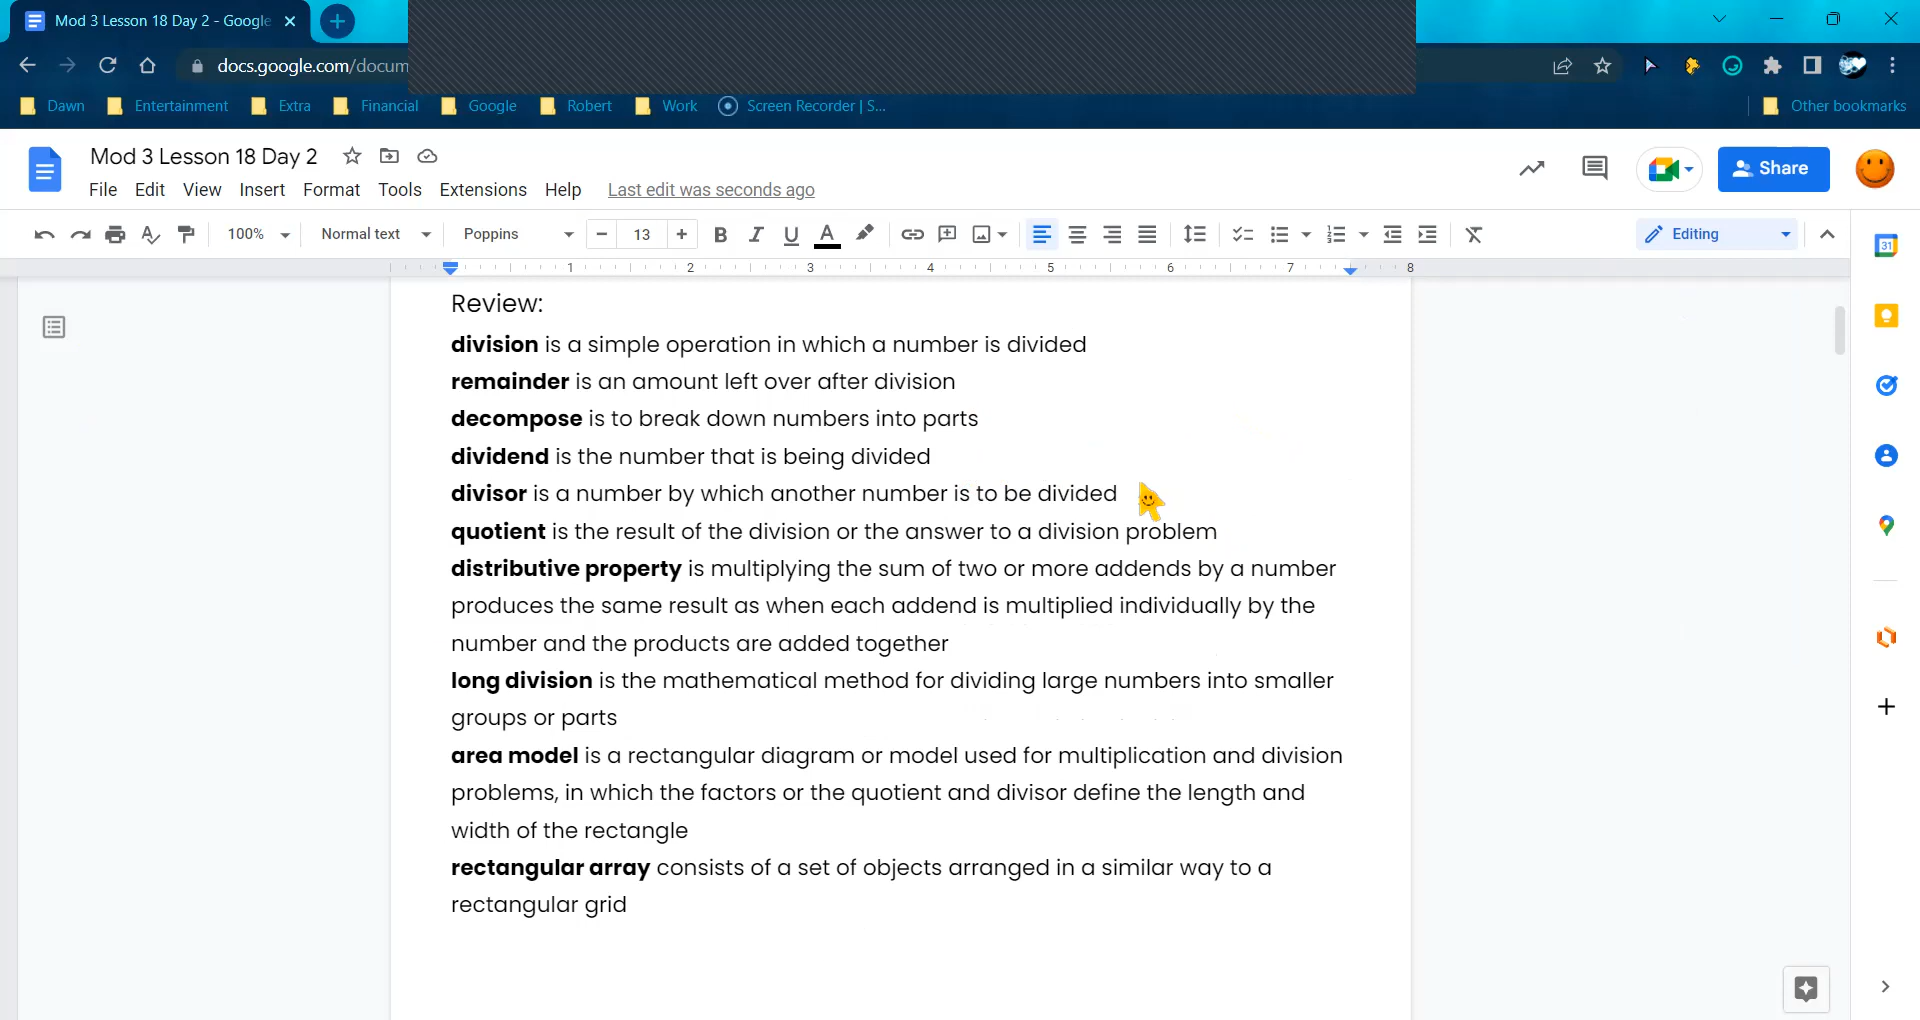 Mod 3 Lesson 18 Day 2 - Google
docs.google.com/docum
Dawn Entertainment Extra Financial Google Robert Work Screen Recorder | S... Other bookmarks
Mod 3 Lesson 18 Day 2
File Edit View Insert Format Tools Extensions Help Last edit was seconds ago
Share
100% Normal text Poppins 13 B I U A Editing
31
1 2 3 4 5 6 7 8
Review:
division is a simple operation in which a number is divided
remainder is an amount left over after division
decompose is to break down numbers into parts
dividend is the number that is being divided
divisor is a number by which another number is to be divided
quotient is the result of the division or the answer to a division problem
distributive property is multiplying the sum of two or more addends by a number
produces the same result as when each addend is multiplied individually by the
number and the products are added together
long division is the mathematical method for dividing large numbers into smaller
groups or parts
area model is a rectangular diagram or model used for multiplication and division
problems, in which the factors or the quotient and divisor define the length and
width of the rectangle
rectangular array consists of a set of objects arranged in a similar way to a
rectangular grid